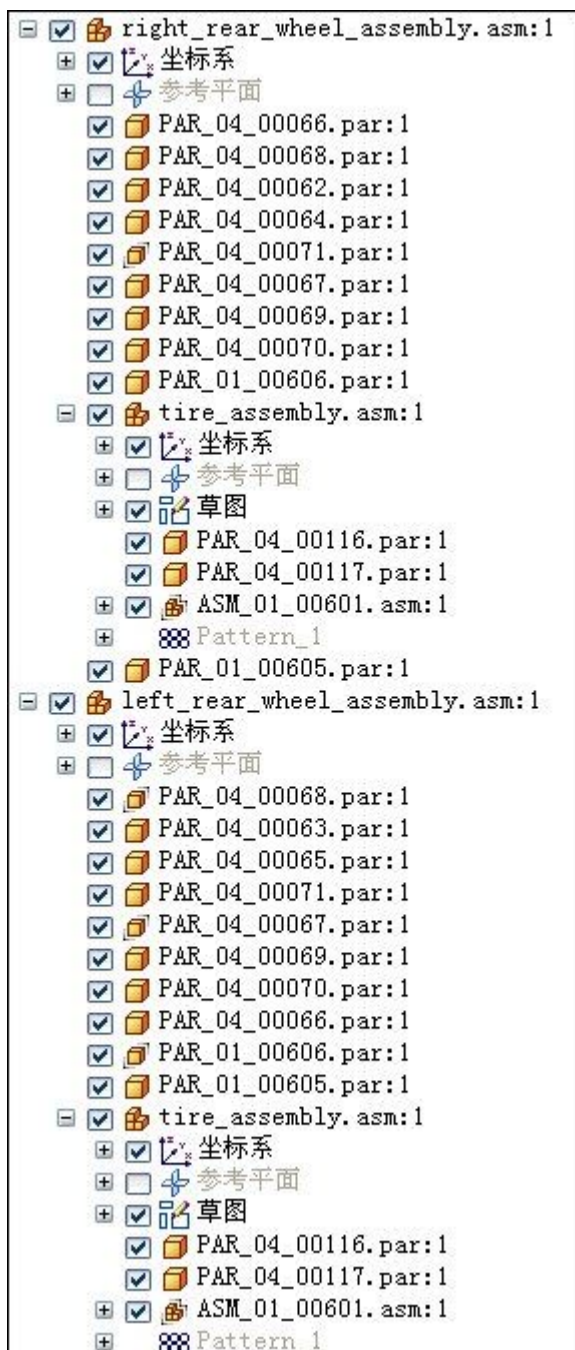 right_rear_wheel_assembly.asm:1
坐标系
参考平面
PAR_04_00066.par:1
PAR_04_00068.par:1
PAR_04_00062.par:1
PAR_04_00064.par:1
PAR_04_00071.par:1
PAR_04_00067.par:1
PAR_04_00069.par:1
PAR_04_00070.par:1
PAR_01_00606.par:1
tire_assembly.asm:1
坐标系
参考平面
草图
PAR_04_00116.par:1
PAR_04_00117.par:1
ASM_01_00601.asm:1
Pattern_1
PAR_01_00605.par:1
left_rear_wheel_assembly.asm:1
坐标系
参考平面
PAR_04_00068.par:1
PAR_04_00063.par:1
PAR_04_00065.par:1
PAR_04_00071.par:1
PAR_04_00067.par:1
PAR_04_00069.par:1
PAR_04_00070.par:1
PAR_04_00066.par:1
PAR_01_00606.par:1
PAR_01_00605.par:1
tire_assembly.asm:1
坐标系
参考平面
草图
PAR_04_00116.par:1
PAR_04_00117.par:1
ASM_01_00601.asm:1
Pattern_1